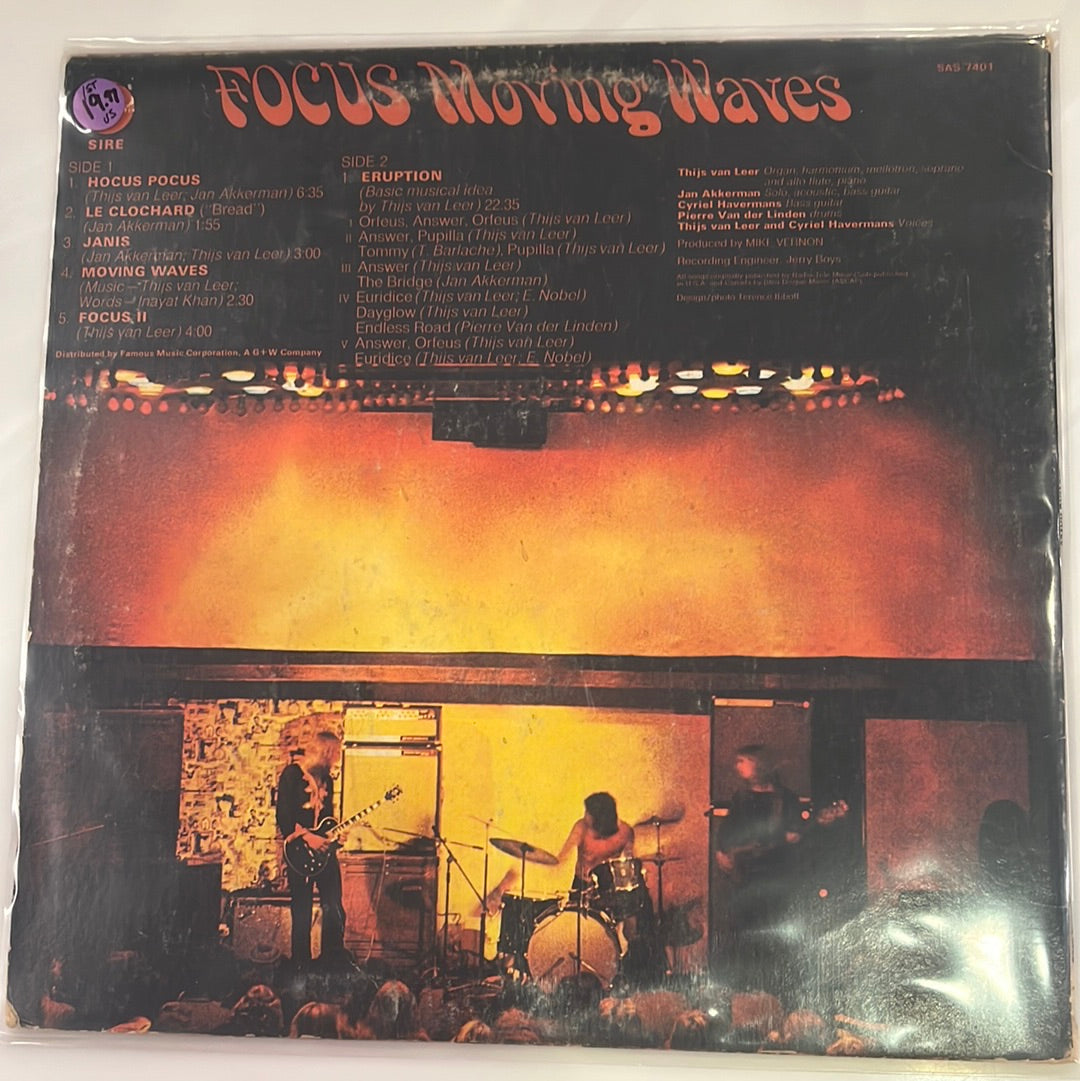 FOCUS Moving Waves
SAS 7401
1ST
19.97
US
SIRE
SIDE 1
1. HOCUS POCUS
(Thijs van Leer; Jan Akkerman) 6:35
2. LE CLOCHARD ("Bread")
(Jan Akkerman) 1:55
3. JANIS
(Jan Akkerman; Thijs van Leer) 3:00
4. MOVING WAVES
(Music—Thijs van Leer;
Words—Inayat Khan) 2:30
5. FOCUS II
(Thijs van Leer) 4:00
Distributed by Famous Music Corporation, A G+W Company
SIDE 2
1 ERUPTION
(Basic musical idea
by Thijs van Leer) 22:35
I Orfeus, Answer, Orfeus (Thijs van Leer)
II Answer, Pupilla (Thijs van Leer)
Tommy (T. Barlache), Pupilla (Thijs van Leer)
III Answer (Thijs van Leer)
The Bridge (Jan Akkerman)
IV Euridice (Thijs van Leer; E. Nobel)
Dayglow (Thijs van Leer)
Endless Road (Pierre Van der Linden)
V Answer, Orfeus (Thijs van Leer)
Euridice (Thijs van Leer; E. Nobel)
Thijs van Leer Organ, harmonium, mellotron, soprano
and alto flute, piano
Jan Akkerman Solo, acoustic, bass guitar
Cyriel Havermans Bass guitar
Pierre Van der Linden drums
Thijs van Leer and Cyriel Havermans Voices
Produced by MIKE VERNON
Recording Engineer: Jerry Boys
Design/photo Terence Ibbott